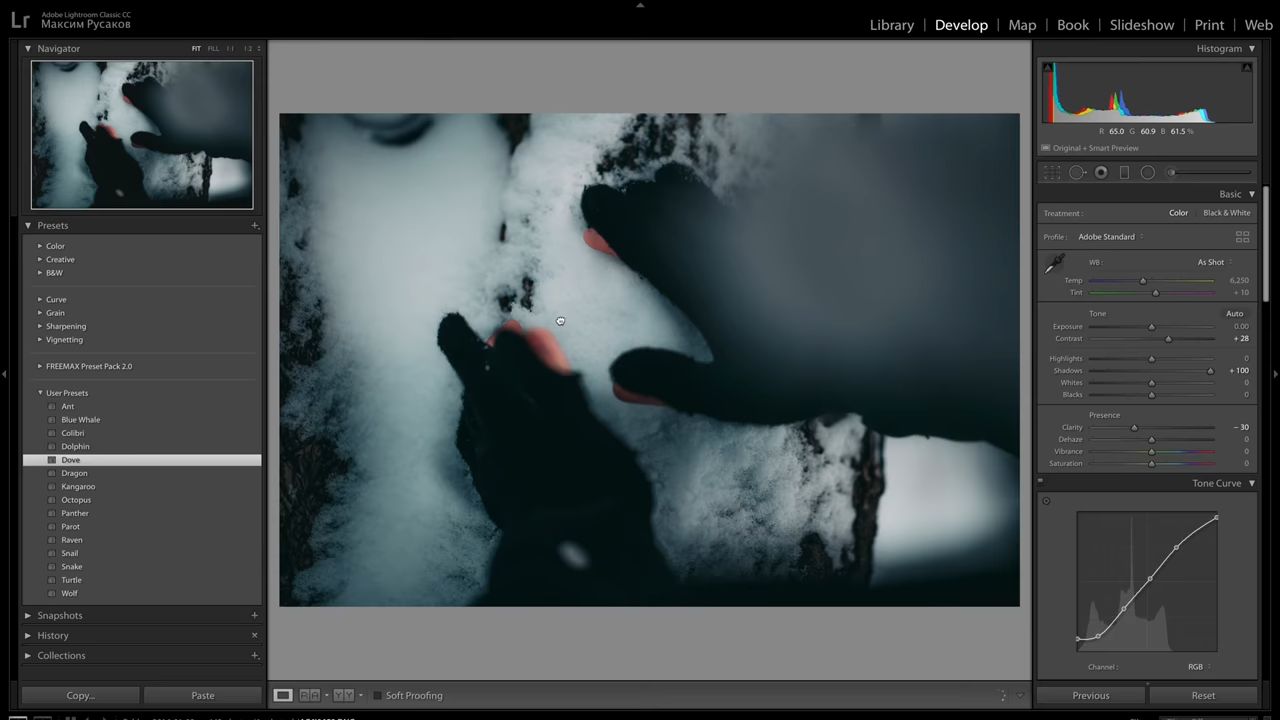 Lr
Adobe Lightroom Classic CC
Максим Русаков
Library | Develop | Map | Book | Slideshow | Print | Web
Navigator FIT FILL 1:1 1:2
Presets +
Color
Creative
B&W
Curve
Grain
Sharpening
Vignetting
FREEMAX Preset Pack 2.0
User Presets
Ant
Blue Whale
Colibri
Dolphin
Dove
Dragon
Kangaroo
Octopus
Panther
Parot
Raven
Snail
Snake
Turtle
Wolf
Snapshots +
History ×
Collections +
Copy... Paste
Soft Proofing
Histogram
R 65.0 G 60.9 B 61.5 %
Original + Smart Preview
Basic
Treatment : Color Black & White
Profile : Adobe Standard
WB : As Shot
Temp 6,250
Tint + 10
Tone Auto
Exposure 0.00
Contrast + 28
Highlights 0
Shadows + 100
Whites 0
Blacks 0
Presence
Clarity − 30
Dehaze 0
Vibrance 0
Saturation 0
Tone Curve
Channel : RGB
Previous Reset